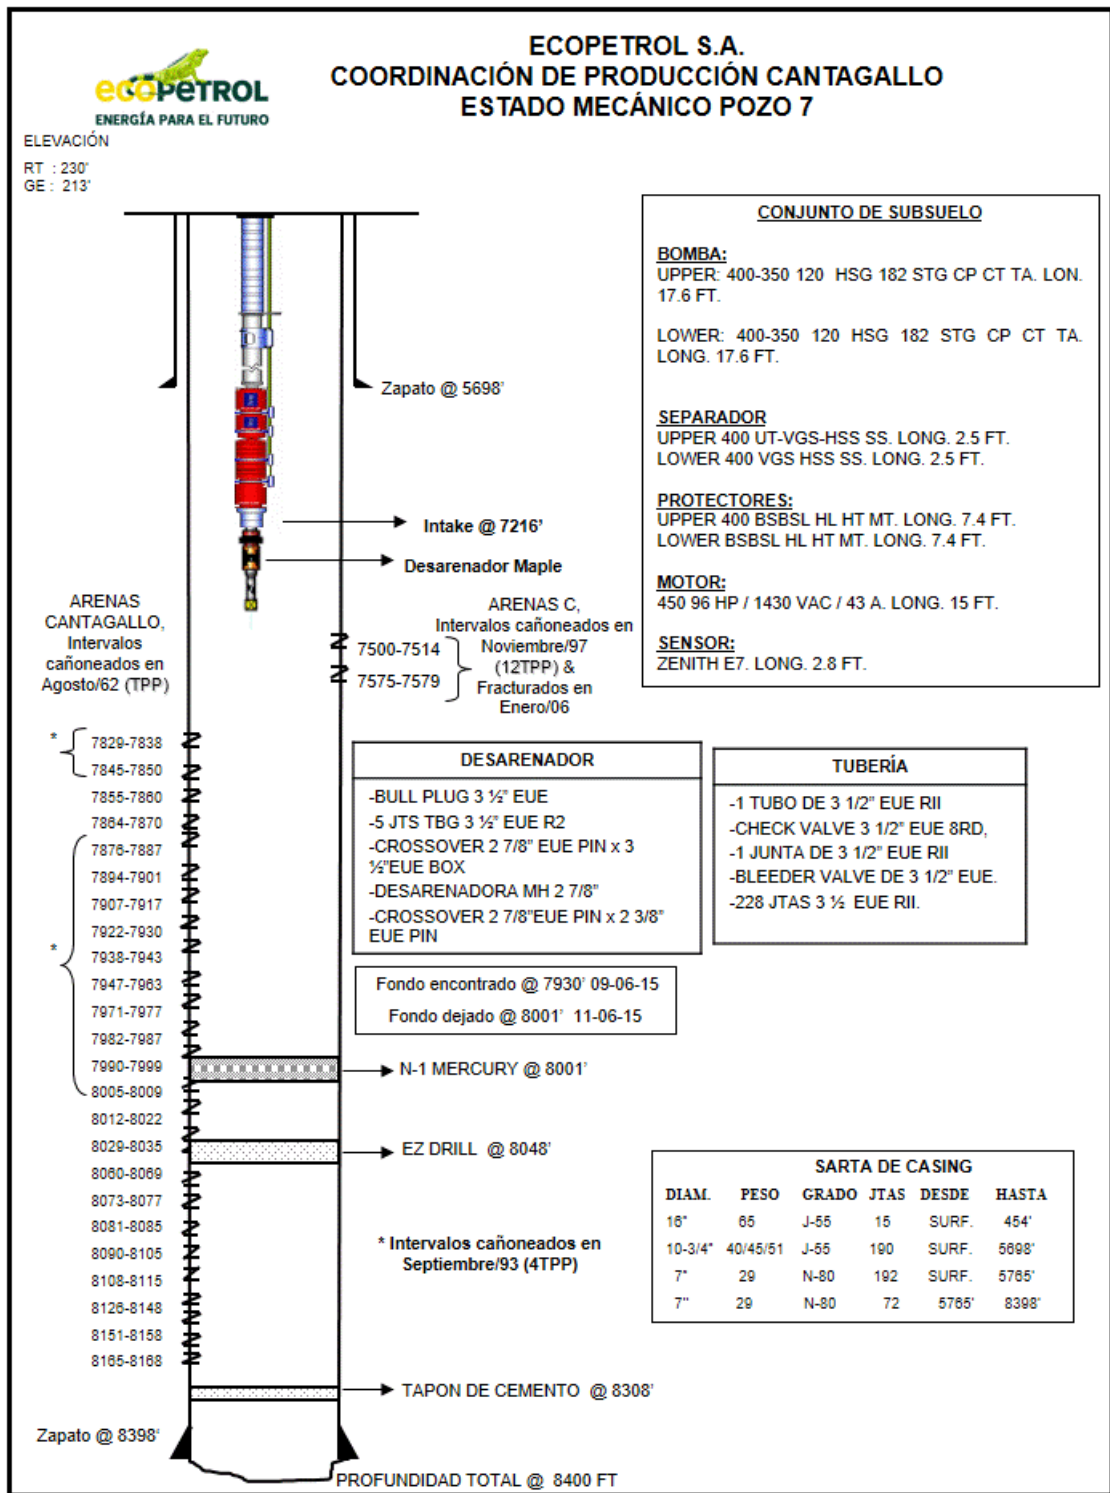 ECOPETROL S.A.
COORDINACIÓN DE PRODUCCIÓN CANTAGALLO
ESTADO MECÁNICO POZO 7
ecopetrol
ENERGÍA PARA EL FUTURO
ELEVACIÓN
RT : 230'
GE : 213'
CONJUNTO DE SUBSUELO
BOMBA:
UPPER: 400-350 120 HSG 182 STG CP CT TA. LON.
17.6 FT.
LOWER: 400-350 120 HSG 182 STG CP CT TA.
LONG. 17.6 FT.
SEPARADOR
UPPER 400 UT-VGS-HSS SS. LONG. 2.5 FT.
LOWER 400 VGS HSS SS. LONG. 2.5 FT.
PROTECTORES:
UPPER 400 BSBSL HL HT MT. LONG. 7.4 FT.
LOWER BSBSL HL HT MT. LONG. 7.4 FT.
MOTOR:
450 96 HP / 1430 VAC / 43 A. LONG. 15 FT.
SENSOR:
ZENITH E7. LONG. 2.8 FT.
Zapato @ 5698'
Intake @ 7216'
Desarenador Maple
ARENAS
CANTAGALLO,
Intervalos
cañoneados en
Agosto/62 (TPP)
7500-7514
7575-7579
ARENAS C,
Intervalos cañoneados en
Noviembre/97
(12TPP) &
Fracturados en
Enero/06
*
7829-7838
7845-7850
7855-7860
7864-7870
7876-7887
7894-7901
7907-7917
7922-7930
*
7938-7943
7947-7963
7971-7977
7982-7987
7990-7999
8005-8009
8012-8022
8029-8035
8060-8069
8073-8077
8081-8085
8090-8105
8108-8115
8126-8148
8151-8158
8165-8168
DESARENADOR
-BULL PLUG 3 ½" EUE
-5 JTS TBG 3 ½" EUE R2
-CROSSOVER 2 7/8" EUE PIN x 3
½"EUE BOX
-DESARENADORA MH 2 7/8"
-CROSSOVER 2 7/8"EUE PIN x 2 3/8"
EUE PIN
TUBERÍA
-1 TUBO DE 3 1/2" EUE RII
-CHECK VALVE 3 1/2" EUE 8RD,
-1 JUNTA DE 3 1/2" EUE RII
-BLEEDER VALVE DE 3 1/2" EUE.
-228 JTAS 3 ½ EUE RII.
Fondo encontrado @ 7930' 09-06-15
Fondo dejado @ 8001' 11-06-15
N-1 MERCURY @ 8001'
EZ DRILL @ 8048'
* Intervalos cañoneados en
Septiembre/93 (4TPP)
SARTA DE CASING
DIAM. PESO GRADO JTAS DESDE HASTA
16" 65 J-55 15 SURF. 454'
10-3/4" 40/45/51 J-55 190 SURF. 5698'
7" 29 N-80 192 SURF. 5765'
7" 29 N-80 72 5765' 8398'
TAPON DE CEMENTO @ 8308'
Zapato @ 8398'
PROFUNDIDAD TOTAL @ 8400 FT